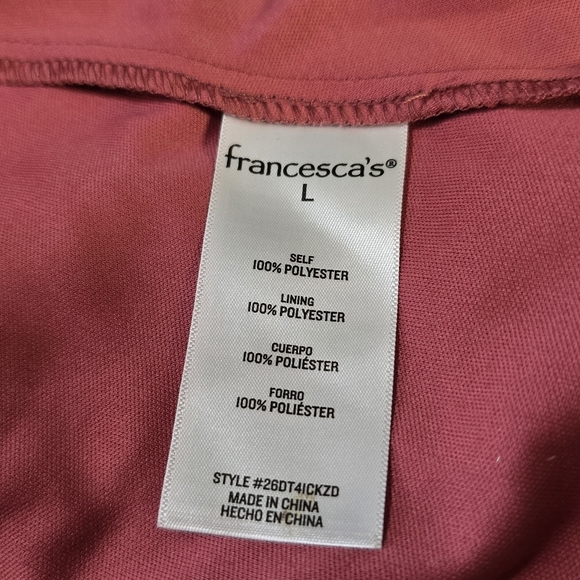 francesca's®
L
SELF
100% POLYESTER
LINING
100% POLYESTER
CUERPO
100% POLIÉSTER
FORRO
100% POLIÉSTER
STYLE #26DT4ICKZD
MADE IN CHINA
HECHO EN CHINA